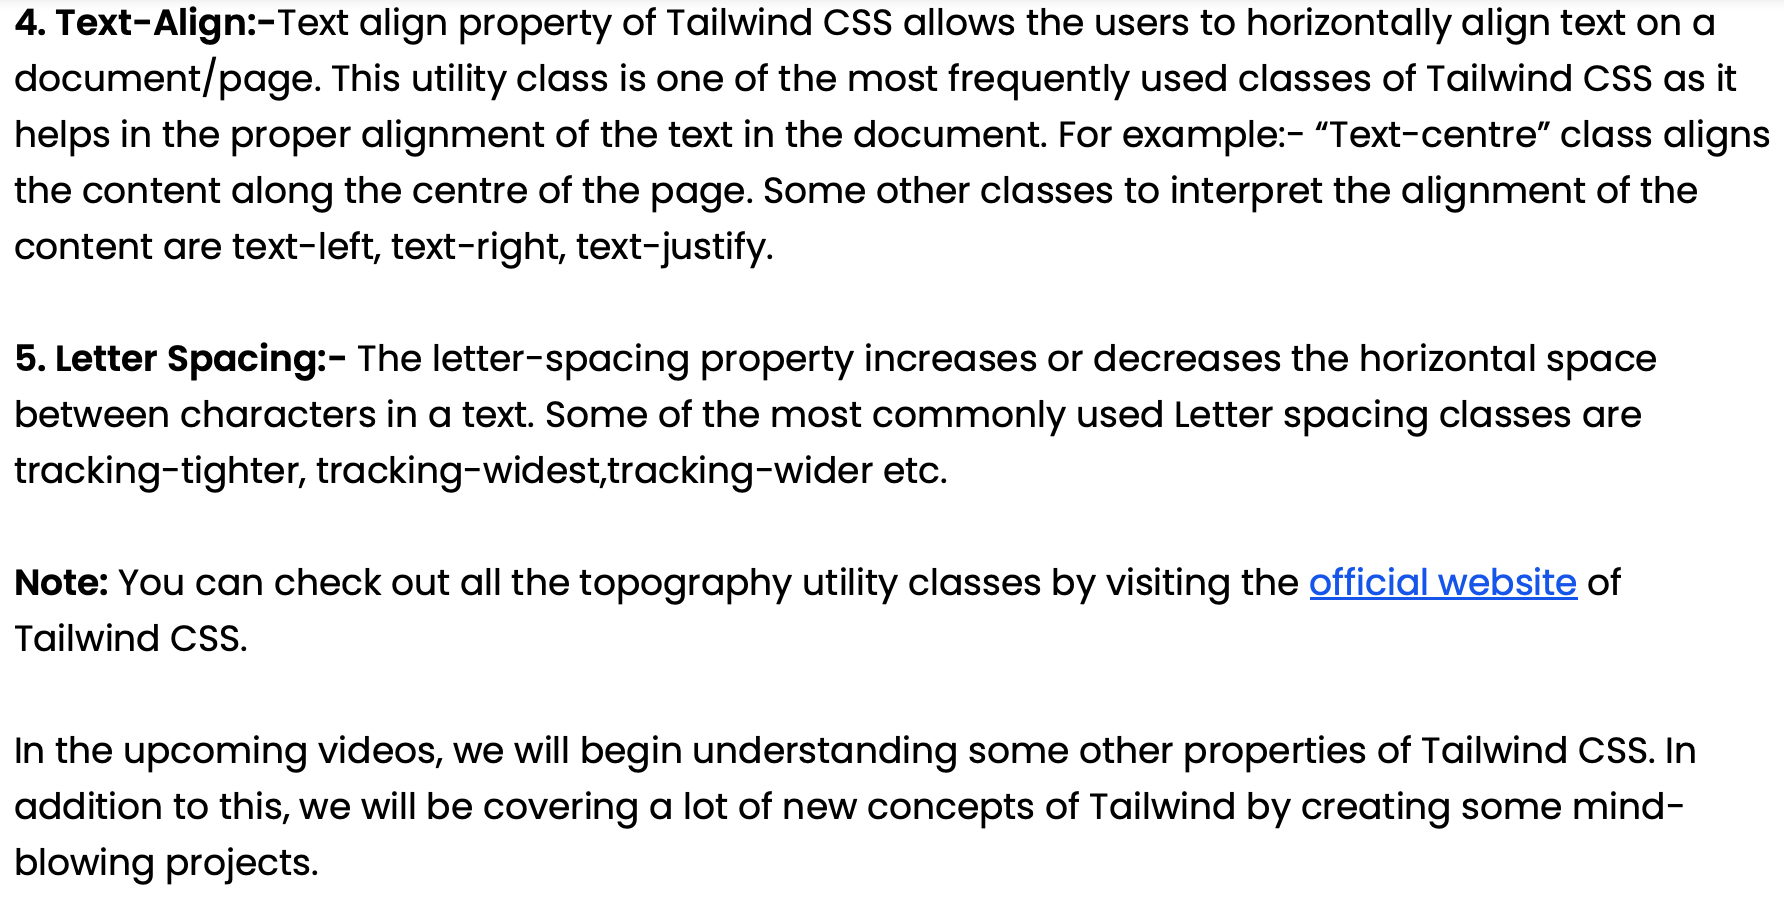 4. Text-Align:-Text align property of Tailwind CSS allows the users to horizontally align text on a
document/page. This utility class is one of the most frequently used classes of Tailwind CSS as it
helps in the proper alignment of the text in the document. For example:- “Text-centre” class aligns
the content along the centre of the page. Some other classes to interpret the alignment of the
content are text-left, text-right, text-justify.
5. Letter Spacing:- The letter-spacing property increases or decreases the horizontal space
between characters in a text. Some of the most commonly used Letter spacing classes are
tracking-tighter, tracking-widest,tracking-wider etc.
Note: You can check out all the topography utility classes by visiting the official website of
Tailwind CSS.
In the upcoming videos, we will begin understanding some other properties of Tailwind CSS. In
addition to this, we will be covering a lot of new concepts of Tailwind by creating some mind-
blowing projects.